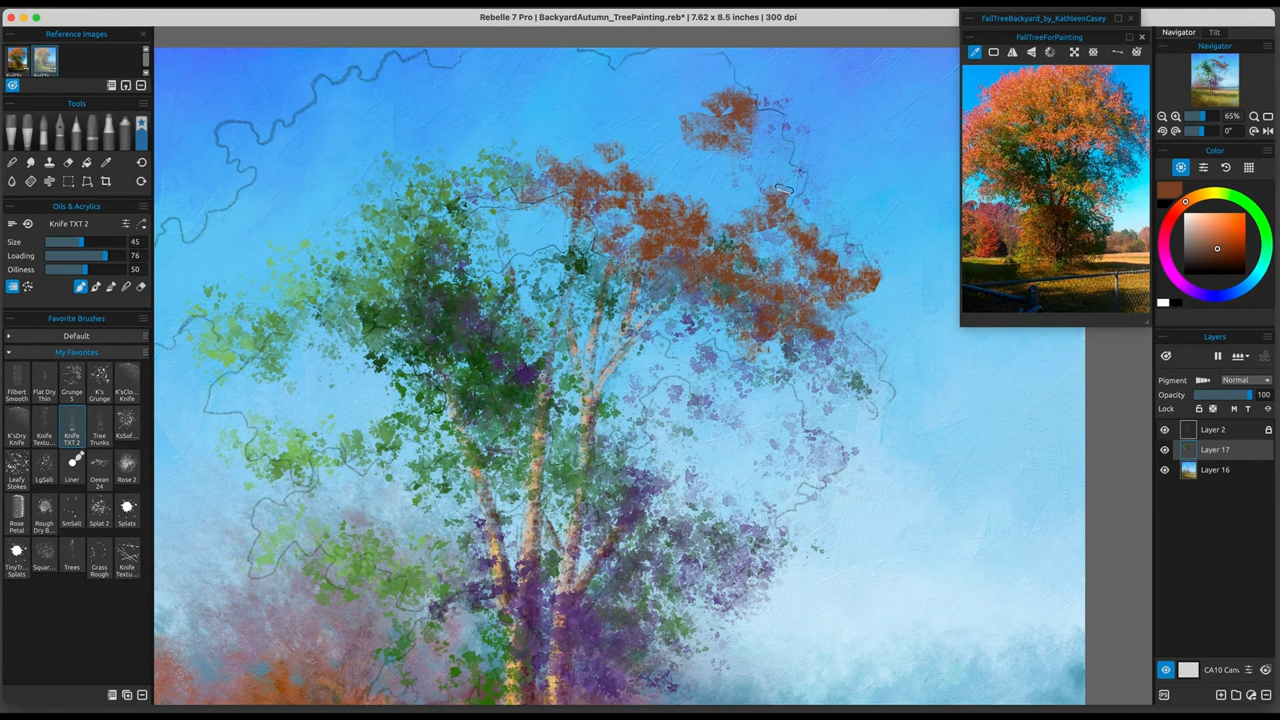 Rebelle 7 Pro | BackyardAutumn_TreePainting.reb* | 7.62 x 8.5 inches | 300 dpi
FallTreeBackyard_by_KathleenCasey
FallTreeForPainting
Reference Images
Tools
Oils & Acrylics
Knife TXT 2
Size 45
Loading 76
Oiliness 50
Favorite Brushes
Default
My Favorites
Filbert Smooth
Flat Dry Thin
Grunge 5
K's Grunge
K'sClo... Knife
K'sDry Knife
Knife Textu...
Knife TXT 2
Tree Trunks
KsSof...
Leafy Stokes
LgSalt
Liner
Ocean 24
Rose 2
Rose Petal
Rough Dry B...
SmSalt
Splat 2
Splats
TinyTr... Splats
Squar...
Trees
Grass Rough
Knife Textu...
Navigator Tilt
Navigator
65%
0°
Color
Layers
Pigment Normal
Opacity 100
Lock M T
Layer 2
Layer 17
Layer 16
CA10 Can
PS